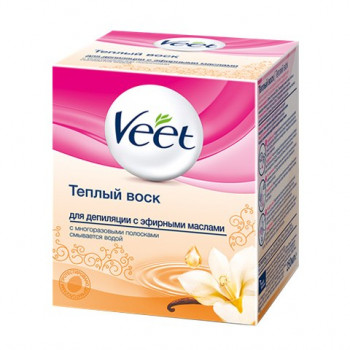 Veet
Теплый воск
для депиляции с эфирными маслами
с многоразовыми полосками
смывается водой